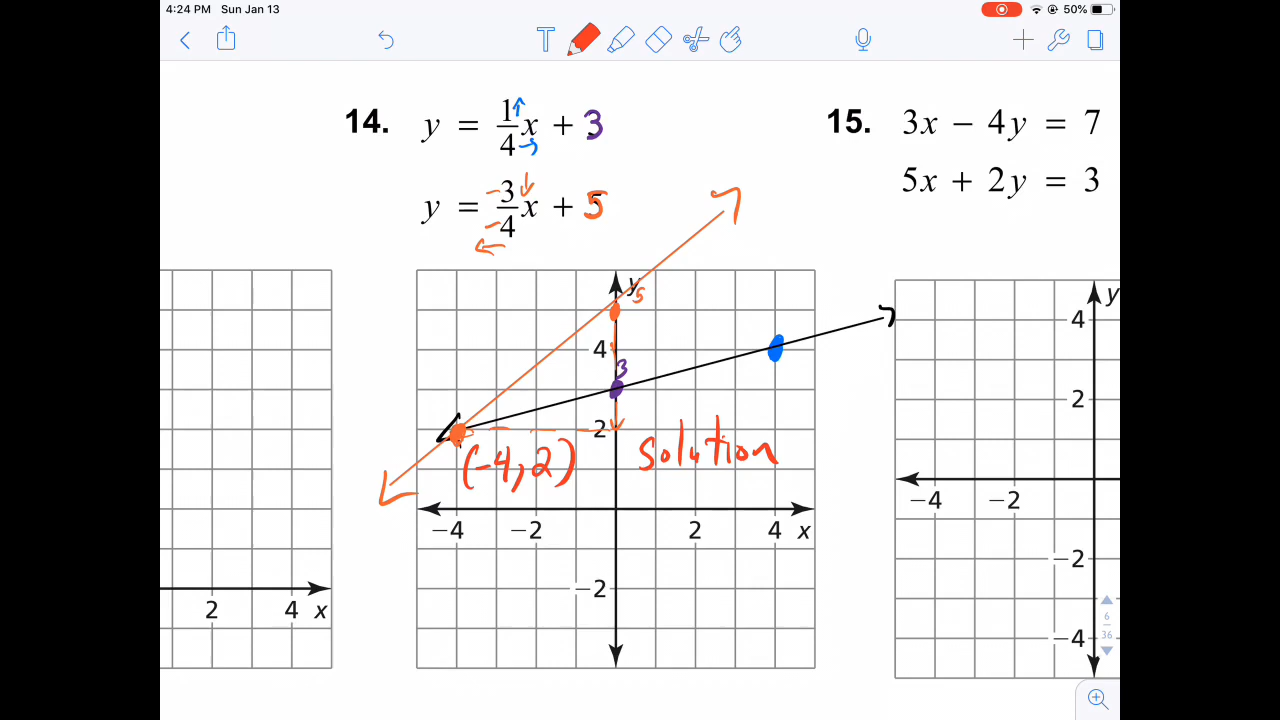 4:24 PM Sun Jan 13
50%
T
14. y = 1/4 x + 3
y = -3/-4 x + 5
15. 3x − 4y = 7
5x + 2y = 3
y
5
4
3
2
(-4,2)
solution
−4
−2
2
4
x
−2
2
4
x
y
4
2
−4
−2
−2
−4
6
36